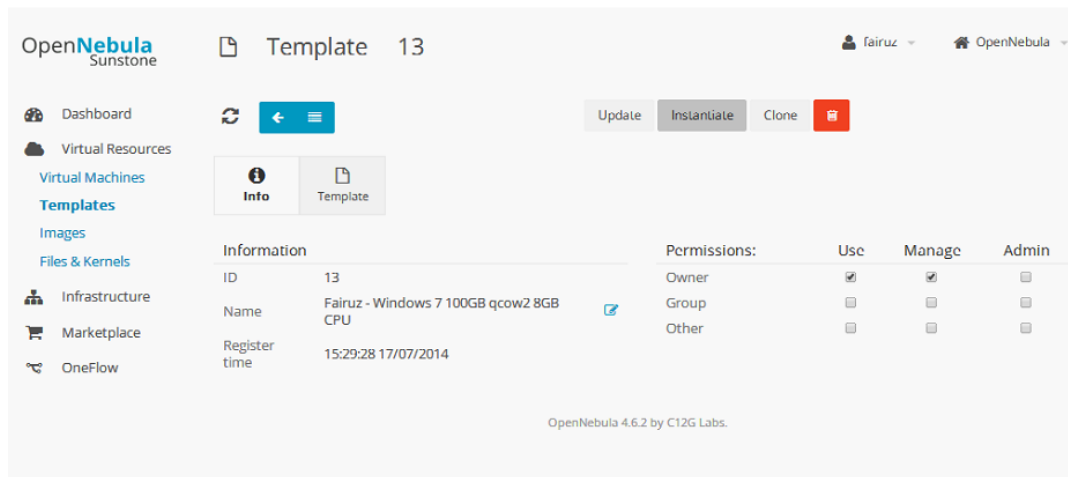 OpenNebula
Sunstone
Template 13
fairuz
OpenNebula
Dashboard
Virtual Resources
Virtual Machines
Templates
Images
Files & Kernels
Infrastructure
Marketplace
OneFlow
Update
Instantiate
Clone
Info
Template
Information
ID 13
Name Fairuz - Windows 7 100GB qcow2 8GB
CPU
Register
time 15:29:28 17/07/2014
Permissions: Use Manage Admin
Owner
Group
Other
OpenNebula 4.6.2 by C12G Labs.